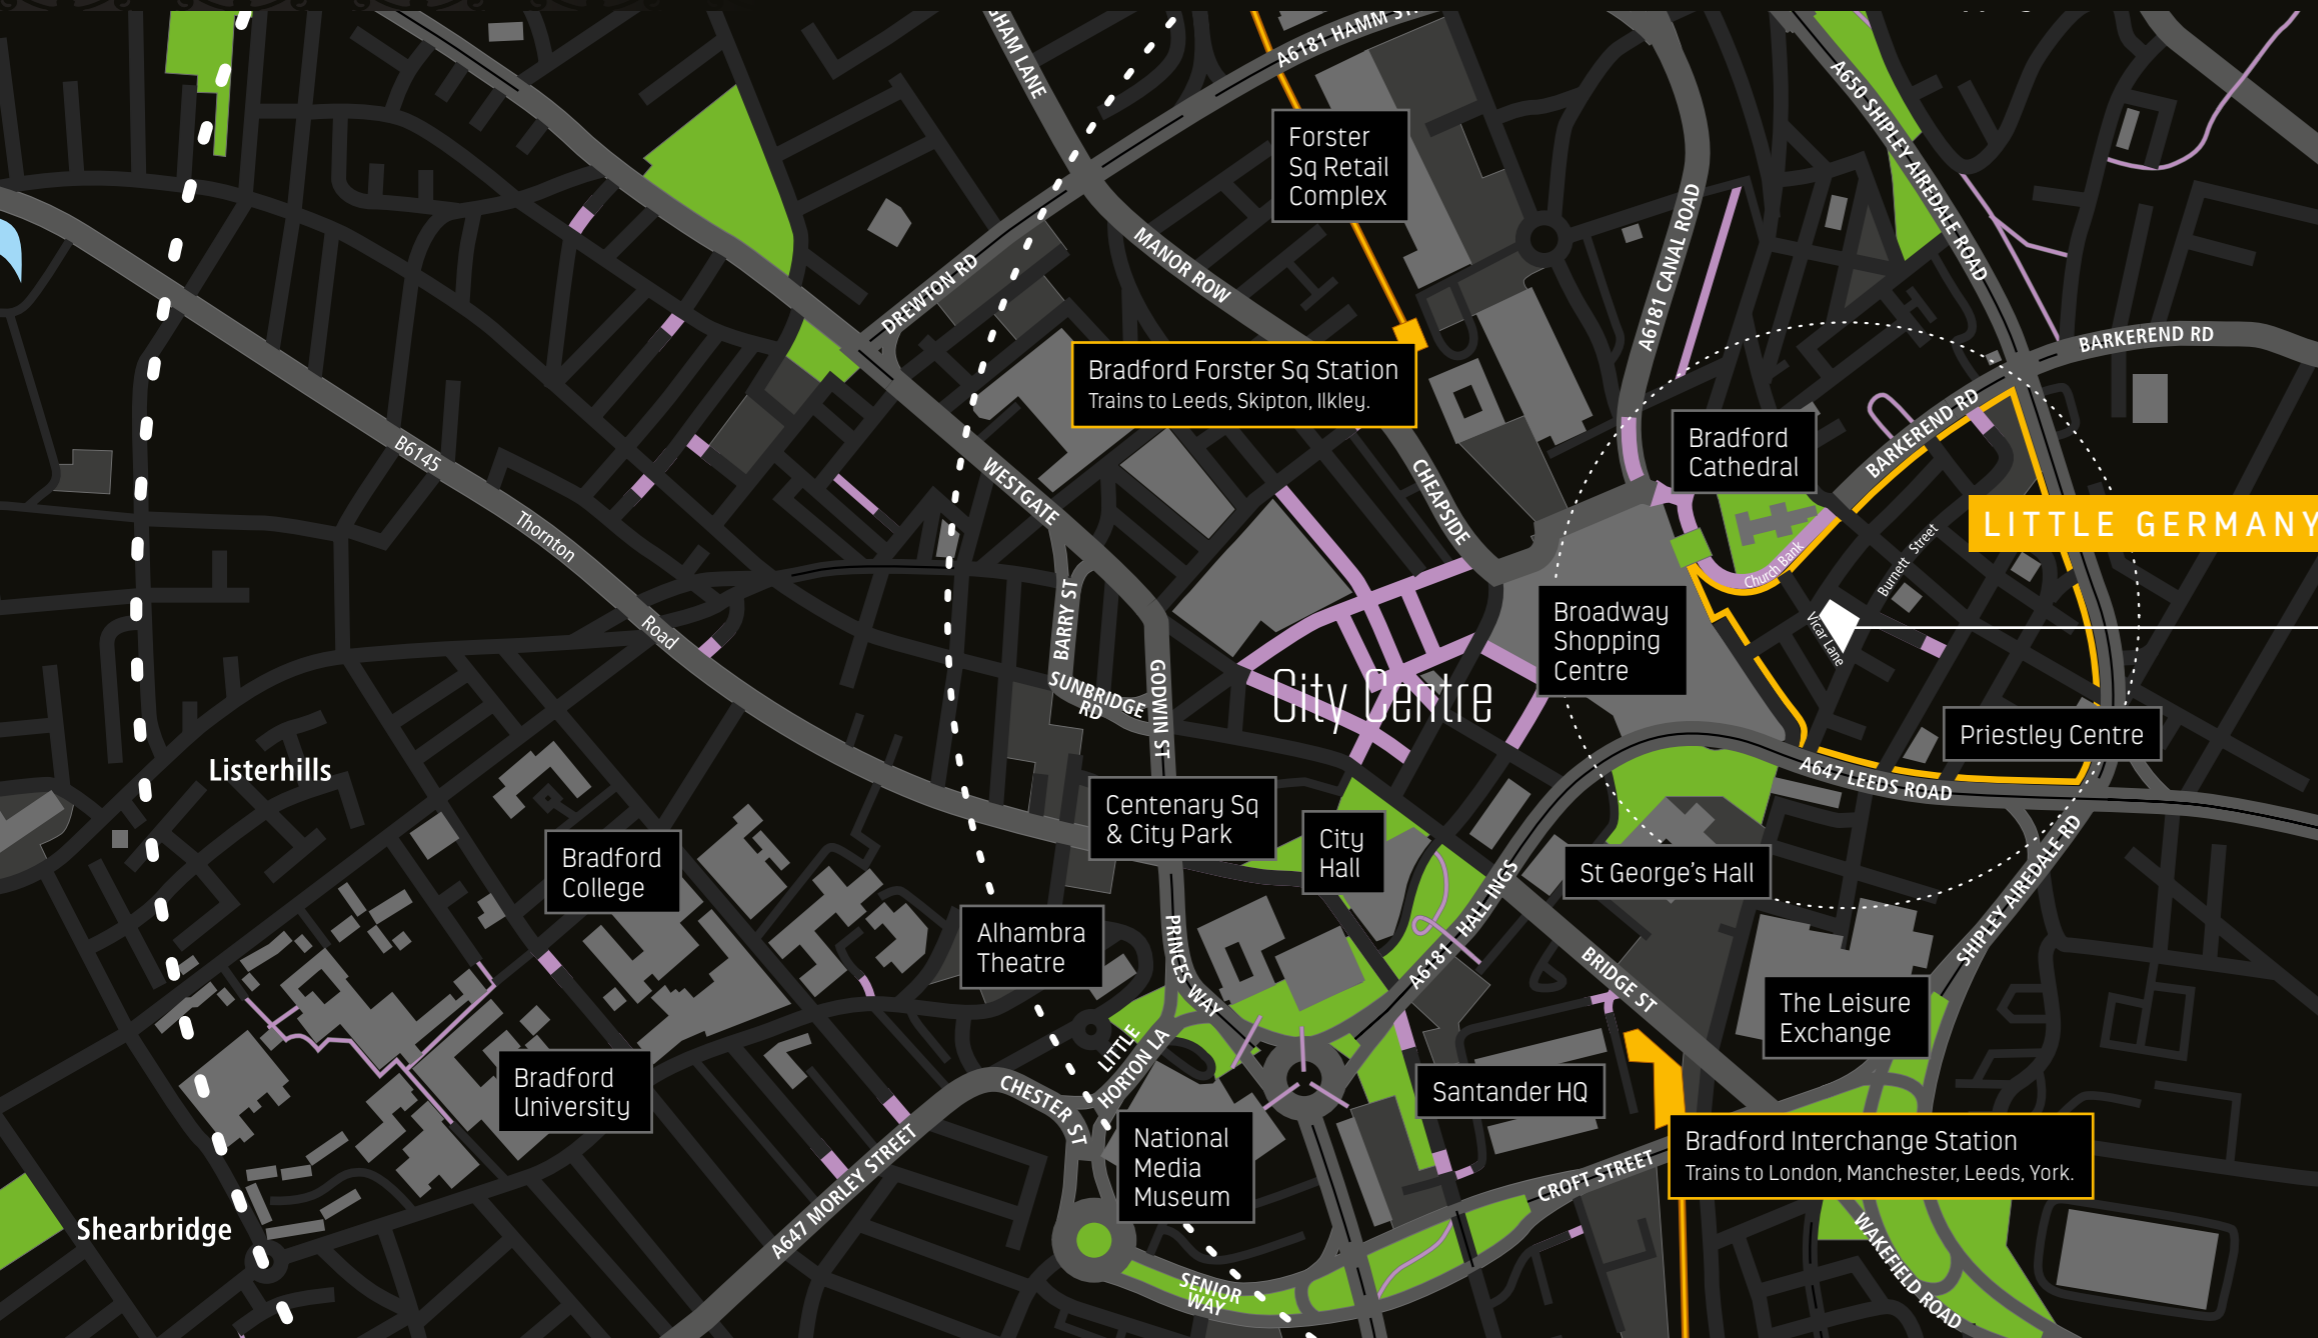 GHAM LANE
A6181 HAMM ST
A650 SHIPLEY AIREDALE ROAD
Forster
Sq Retail
Complex
A6181 CANAL ROAD
MANOR ROW
DREWTON RD
BARKEREND RD
Bradford Forster Sq Station
Trains to Leeds, Skipton, Ilkley.
BARKEREND RD
Bradford
Cathedral
B6145
WESTGATE
CHEAPSIDE
Thornton
LITTLE GERMANY
Burnett Street
Church Bank
Road
BARRY ST
Broadway
Shopping
Centre
Vicar Lane
SUNBRIDGE
RD
GODWIN ST
City Centre
Priestley Centre
Listerhills
A647 LEEDS ROAD
Centenary Sq
& City Park
City
Hall
Bradford
College
St George's Hall
SHIPLEY AIREDALE RD
A6181 HALL INGS
Alhambra
Theatre
PRINCES WAY
BRIDGE ST
The Leisure
Exchange
LITTLE
HORTON LA
Bradford
University
CHESTER ST
Santander HQ
A647 MORLEY STREET
National
Media
Museum
Bradford Interchange Station
Trains to London, Manchester, Leeds, York.
CROFT STREET
Shearbridge
WAKEFIELD ROAD
SENIOR
WAY